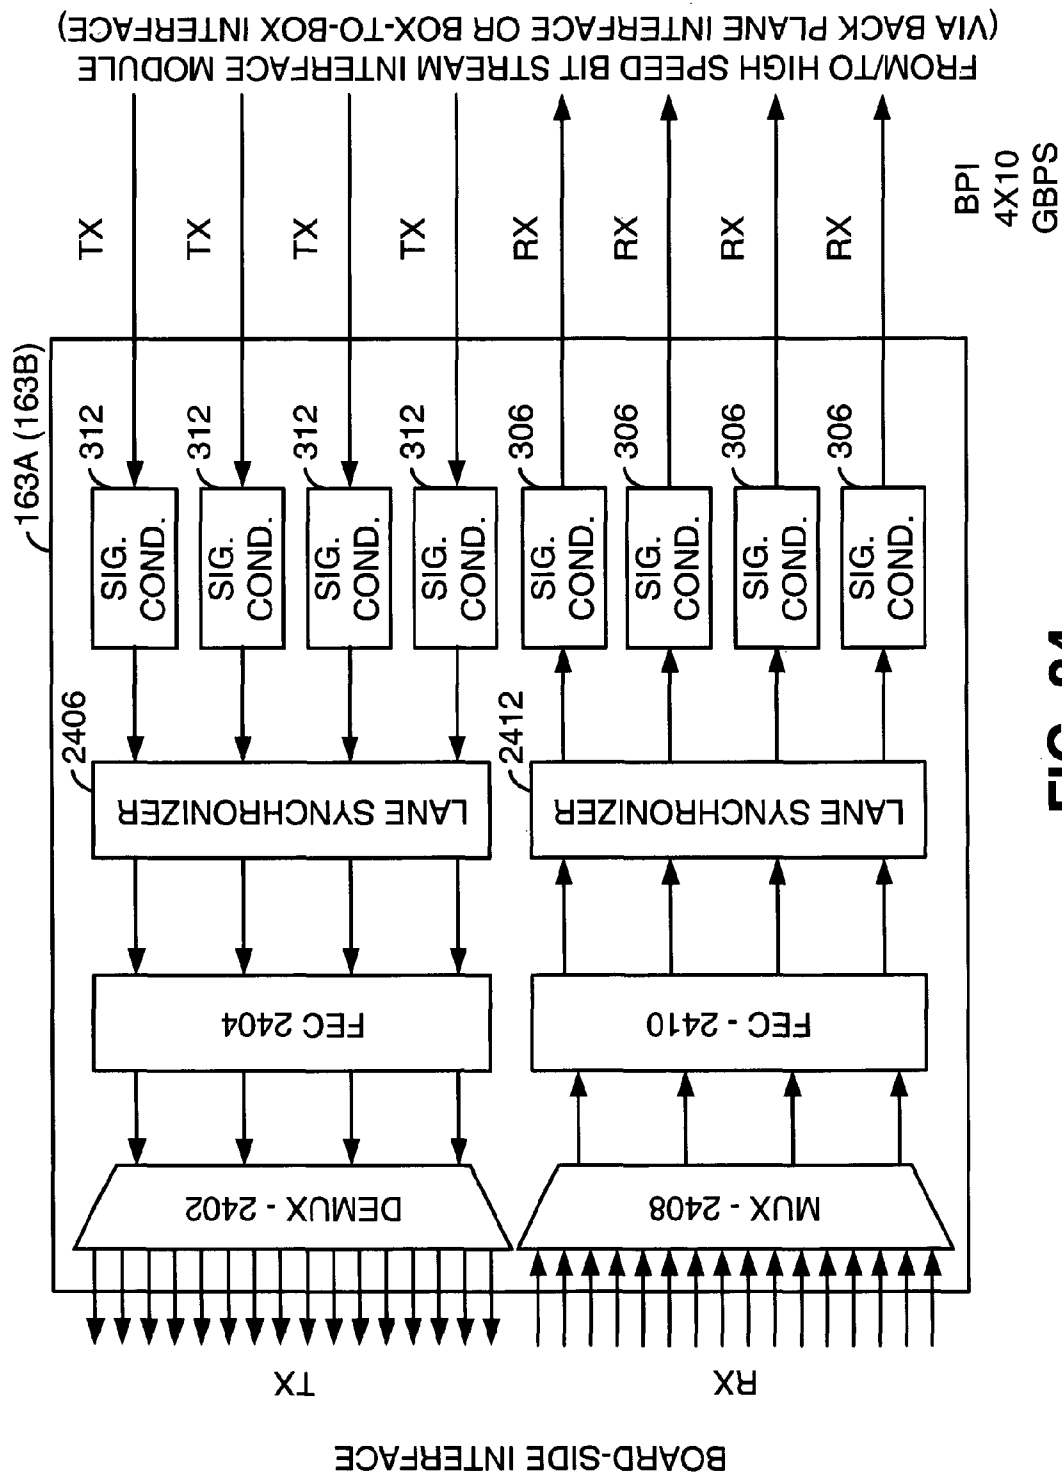 FROM/TO HIGH SPEED BIT STREAM INTERFACE MODULE
(VIA BACK PLANE INTERFACE OR BOX-TO-BOX INTERFACE)
163A (163B)
TX
TX
TX
TX
RX
RX
RX
RX
BPI
4X10
GBPS
312
312
312
312
306
306
306
306
SIG.
COND.
SIG.
COND.
SIG.
COND.
SIG.
COND.
SIG.
COND.
SIG.
COND.
SIG.
COND.
SIG.
COND.
2406
2412
LANE SYNCHRONIZER
LANE SYNCHRONIZER
FEC 2404
FEC - 2410
DEMUX - 2402
MUX - 2408
TX
RX
BOARD-SIDE INTERFACE
FIG. 24